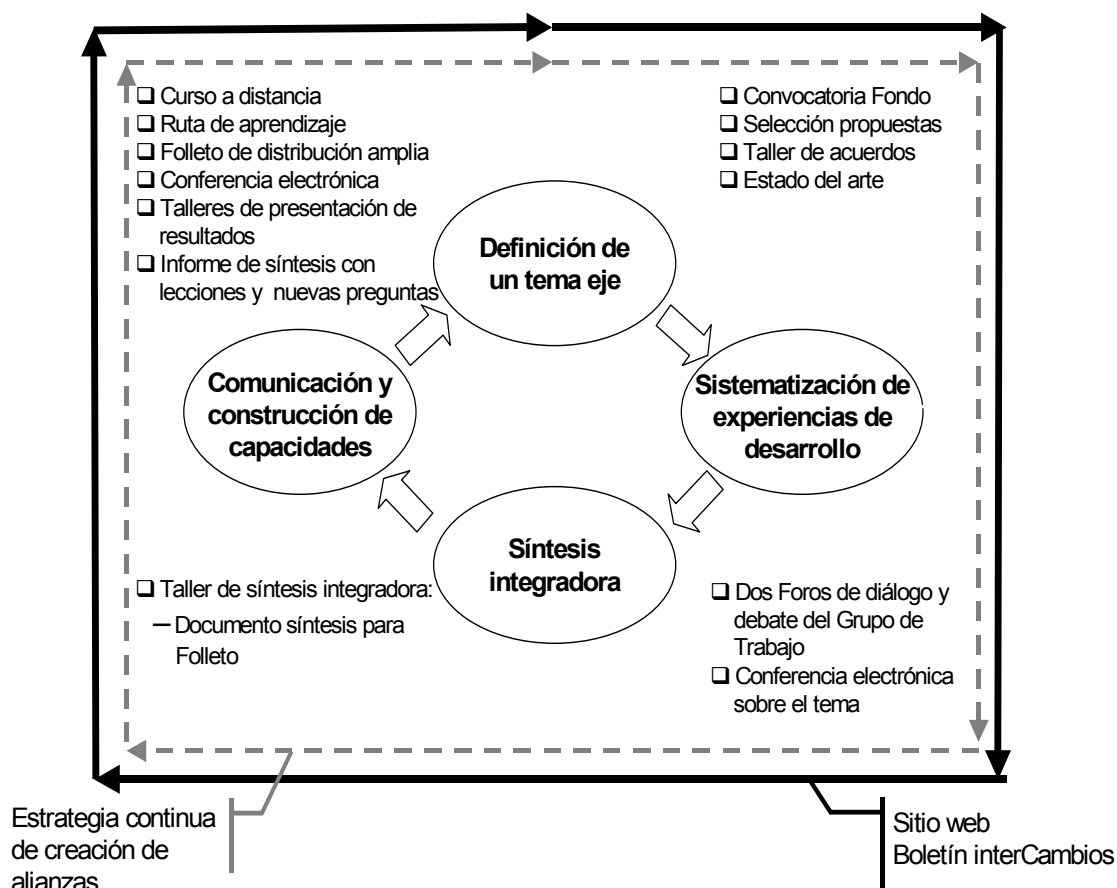 ❑ Curso a distancia
❑ Ruta de aprendizaje
❑ Folleto de distribución amplia
❑ Conferencia electrónica
❑ Talleres de presentación de
resultados
❑ Informe de síntesis con
lecciones y nuevas preguntas
❑ Convocatoria Fondo
❑ Selección propuestas
❑ Taller de acuerdos
❑ Estado del arte
Definición de
un tema eje
Comunicación y
construcción de
capacidades
Sistematización de
experiencias de
desarrollo
Síntesis
integradora
❑ Taller de síntesis integradora:
– Documento síntesis para
Folleto
❑ Dos Foros de diálogo y
debate del Grupo de
Trabajo
❑ Conferencia electrónica
sobre el tema
Estrategia continua
de creación de
alianzas
Sitio web
Boletín interCambios